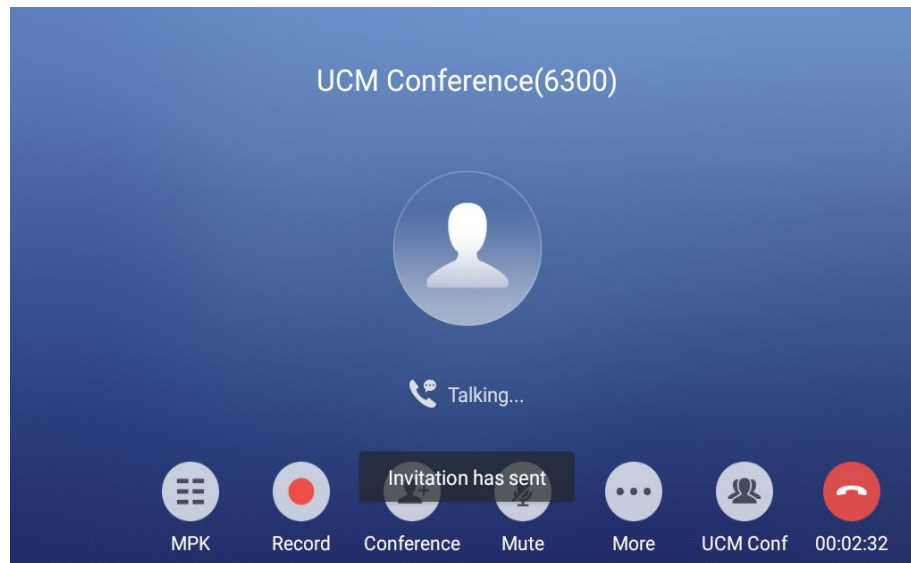 UCM Conference(6300)
Talking...
Invitation has sent
MPK
Record
Conference
Mute
More
UCM Conf
00:02:32